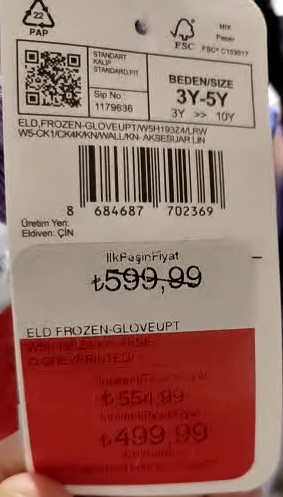 22
PAP
FSC
MIX
Paper
STANDART
KALIP
STANDARD FIT
Sip No
1179636
BEDEN/SIZE
3Y-5Y
3Y >> 10Y
ELD,FROZEN-GLOVEUPT/W5H193Z4/LRW
W5-CK1/CK4K/KN/WALL/KN- AKSESUAR LIN
8 684687 702369
Üretim Yeri:
Eldiven: ÇİN
İlkPeşinFiyat
₺599,99
ELD FROZEN-GLOVEUPT
₺554,99
₺499,99